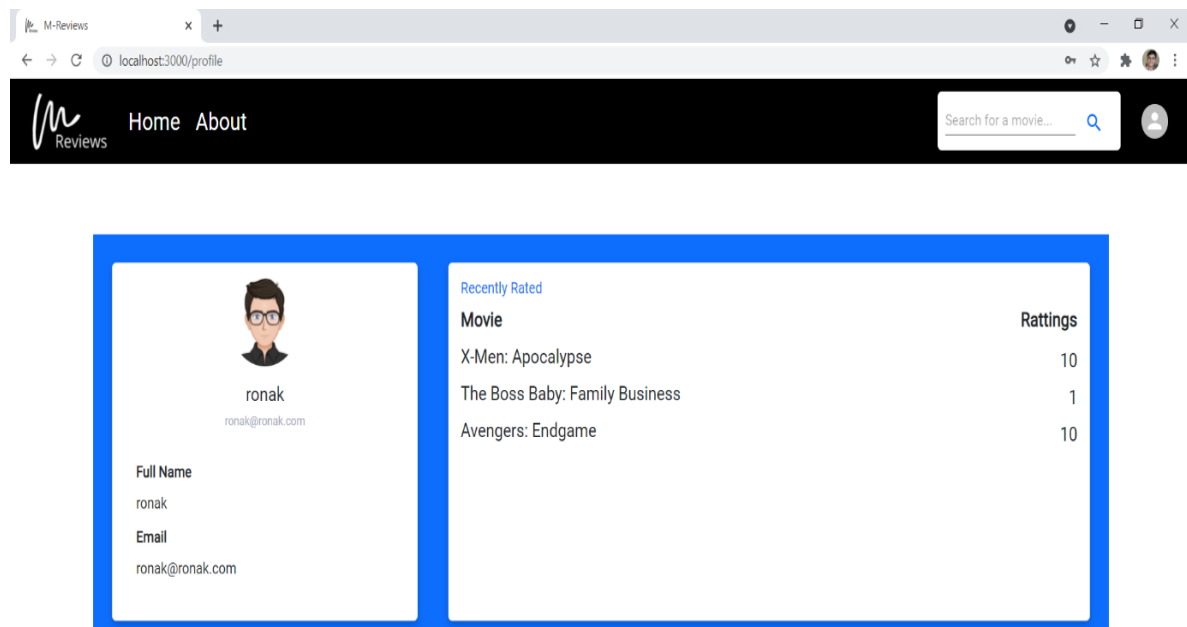 M-Reviews
localhost:3000/profile
Reviews
Home About
Search for a movie...
ronak
ronak@ronak.com
Full Name
ronak
Email
ronak@ronak.com
Recently Rated
Movie Rattings
X-Men: Apocalypse 10
The Boss Baby: Family Business 1
Avengers: Endgame 10